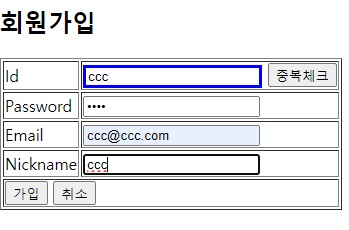 회원가입
Id ccc 중복체크
Password ••••
Email ccc@ccc.com
Nickname ccc
가입 취소